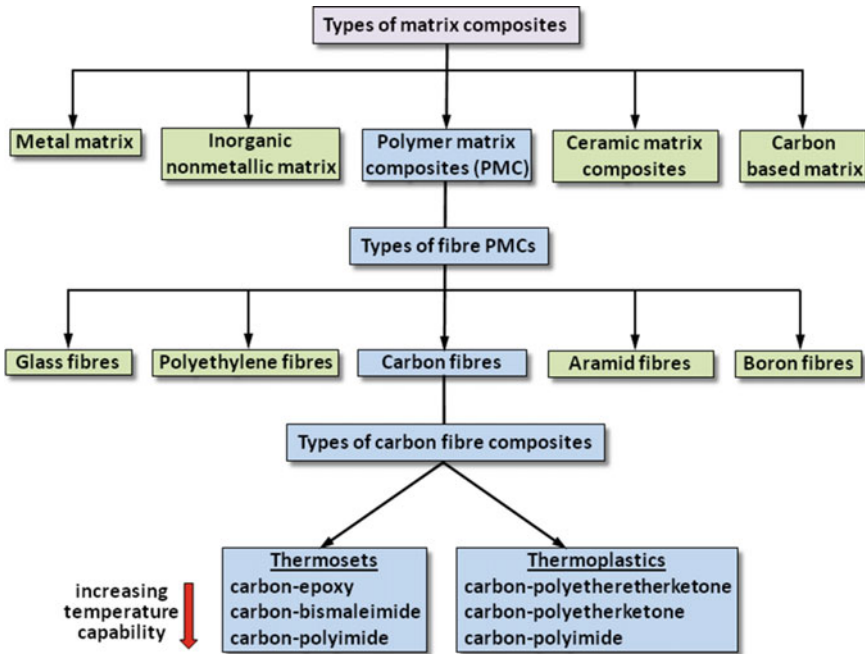 Types of matrix composites
Metal matrix
Inorganic
nonmetallic matrix
Polymer matrix
composites (PMC)
Ceramic matrix
composites
Carbon
based matrix
Types of fibre PMCs
Glass fibres
Polyethylene fibres
Carbon fibres
Aramid fibres
Boron fibres
Types of carbon fibre composites
increasing
temperature
capability
Thermosets
carbon-epoxy
carbon-bismaleimide
carbon-polyimide
Thermoplastics
carbon-polyetheretherketone
carbon-polyetherketone
carbon-polyimide